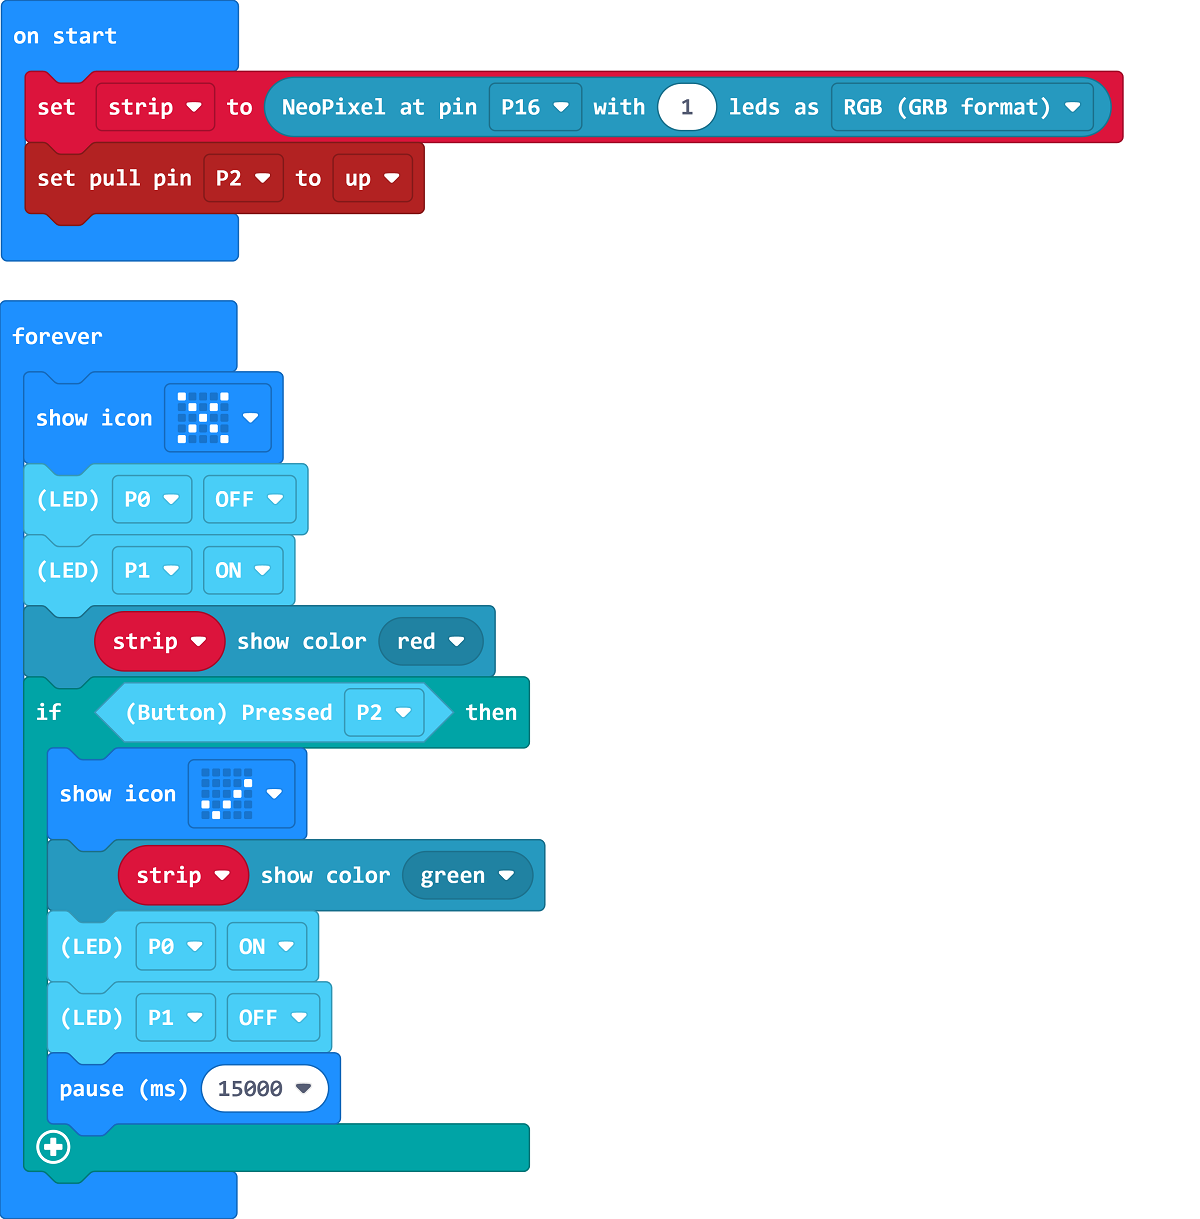 on start
set strip to NeoPixel at pin P16 with 1 leds as RGB (GRB format)
set pull pin P2 to up
forever
show icon
(LED) P0 OFF
(LED) P1 ON
strip show color red
if (Button) Pressed P2 then
show icon
strip show color green
(LED) P0 ON
(LED) P1 OFF
pause (ms) 15000